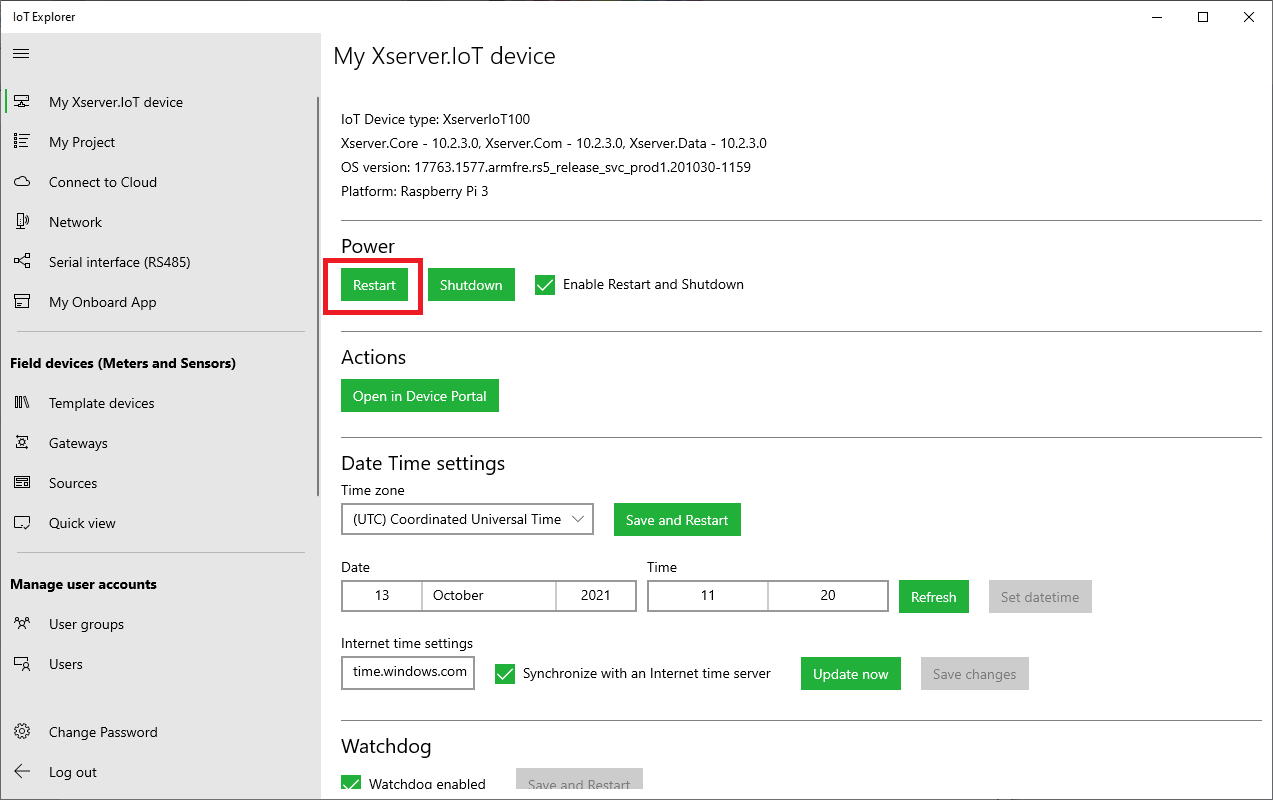 IoT Explorer
My Xserver.IoT device
My Project
Connect to Cloud
Network
Serial interface (RS485)
My Onboard App
Field devices (Meters and Sensors)
Template devices
Gateways
Sources
Quick view
Manage user accounts
User groups
Users
Change Password
Log out
My Xserver.IoT device
IoT Device type: XserverIoT100
Xserver.Core - 10.2.3.0, Xserver.Com - 10.2.3.0, Xserver.Data - 10.2.3.0
OS version: 17763.1577.armfre.rs5_release_svc_prod1.201030-1159
Platform: Raspberry Pi 3
Power
Restart Shutdown Enable Restart and Shutdown
Actions
Open in Device Portal
Date Time settings
Time zone
(UTC) Coordinated Universal Time Save and Restart
Date Time
13 October 2021 11 20 Refresh Set datetime
Internet time settings
time.windows.com Synchronize with an Internet time server Update now Save changes
Watchdog
Watchdog enabled Save and Restart